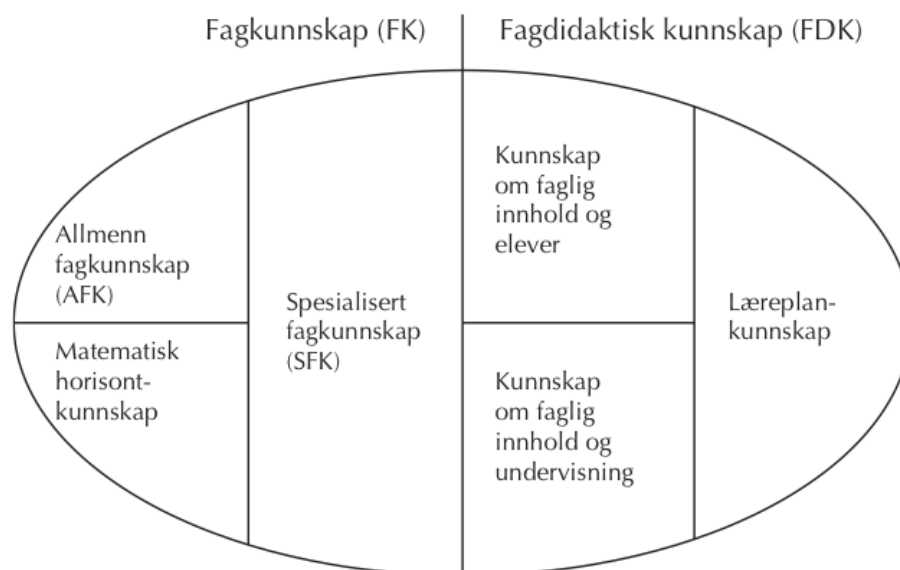 Fagkunnskap (FK)
Fagdidaktisk kunnskap (FDK)
Allmenn
fagkunnskap
(AFK)
Matematisk
horisont-
kunnskap
Spesialisert
fagkunnskap
(SFK)
Kunnskap
om faglig
innhold og
elever
Kunnskap
om faglig
innhold og
undervisning
Læreplan-
kunnskap